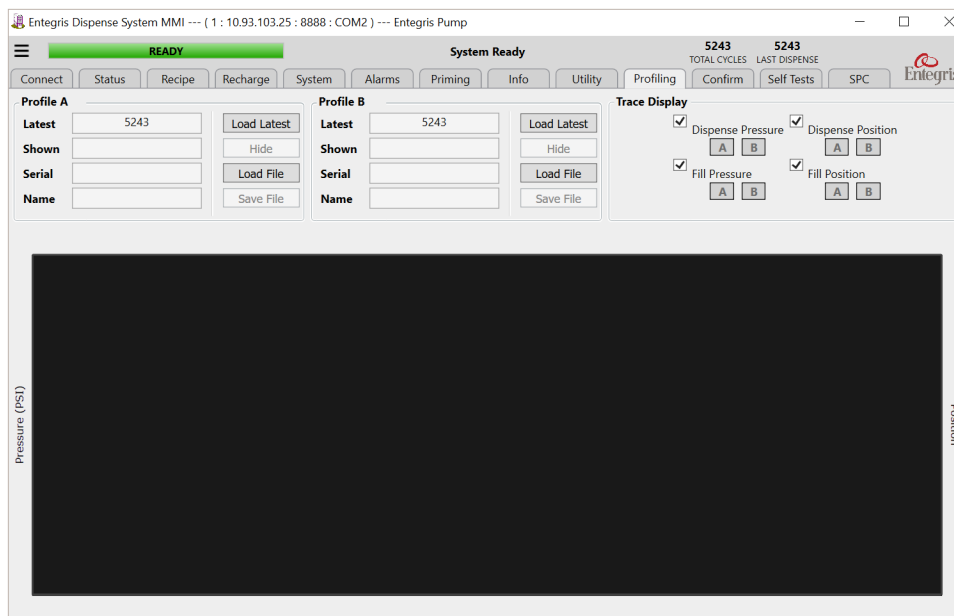 Entegris Dispense System MMI --- ( 1 : 10.93.103.25 : 8888 : COM2 ) --- Entegris Pump
READY
System Ready
5243
TOTAL CYCLES
5243
LAST DISPENSE
Entegris
Connect Status Recipe Recharge System Alarms Priming Info Utility Profiling Confirm Self Tests SPC
Profile A
Latest 5243 Load Latest
Shown Hide
Serial Load File
Name Save File
Profile B
Latest 5243 Load Latest
Shown Hide
Serial Load File
Name Save File
Trace Display
Dispense Pressure Dispense Position
A B A B
Fill Pressure Fill Position
A B A B
Pressure (PSI)
Position